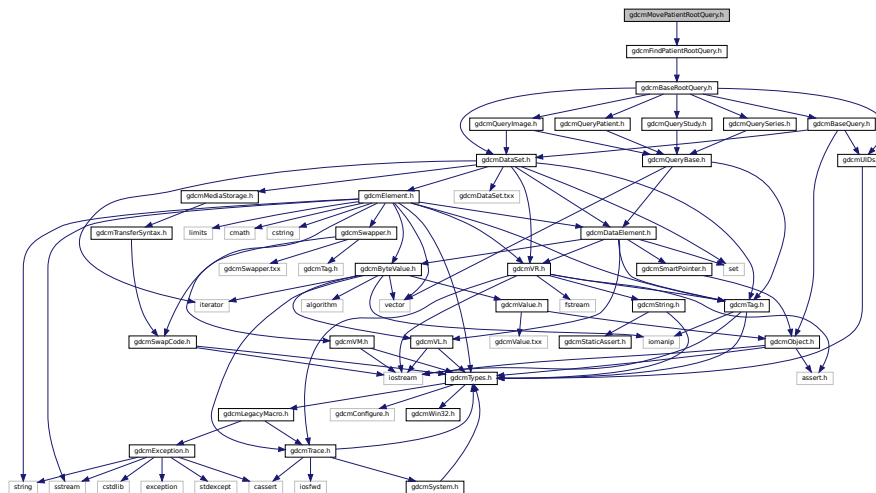 gdcmMovePatientRootQuery.h
gdcmFindPatientRootQuery.h
gdcmBaseRootQuery.h
gdcmQueryImage.h
gdcmQueryPatient.h
gdcmQueryStudy.h
gdcmQuerySeries.h
gdcmBaseQuery.h
gdcmDataSet.h
gdcmQueryBase.h
gdcmUIDs
gdcmMediaStorage.h
gdcmElement.h
gdcmDataSet.txx
gdcmTransferSyntax.h
limits
cmath
cstring
gdcmSwapper.h
gdcmDataElement.h
gdcmSwapper.txx
gdcmTag.h
gdcmByteValue.h
gdcmVR.h
gdcmSmartPointer.h
set
iterator
algorithm
vector
gdcmValue.h
fstream
gdcmString.h
gdcmTag.h
gdcmSwapCode.h
gdcmVM.h
gdcmVL.h
gdcmValue.txx
gdcmStaticAssert.h
iomanip
gdcmObject.h
iostream
gdcmTypes.h
assert.h
gdcmLegacyMacro.h
gdcmConfigure.h
gdcmWin32.h
gdcmException.h
gdcmTrace.h
string
sstream
cstdlib
exception
stdexcept
cassert
iosfwd
gdcmSystem.h